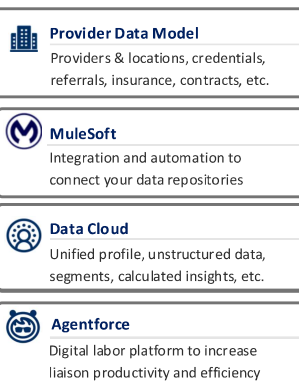 Provider Data Model
Providers & locations, credentials,
referrals, insurance, contracts, etc.
MuleSoft
Integration and automation to
connect your data repositories
Data Cloud
Unified profile, unstructured data,
segments, calculated insights, etc.
Agentforce
Digital labor platform to increase
liaison productivity and efficiency